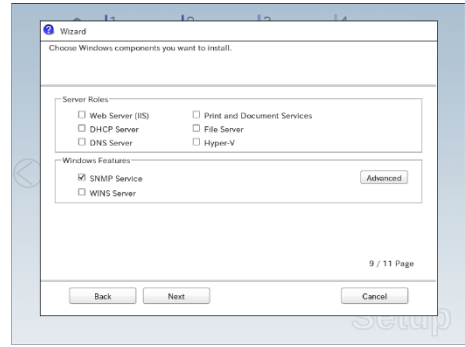 Wizard
Choose Windows components you want to install.
Server Roles
Web Server (IIS)
Print and Document Services
DHCP Server
File Server
DNS Server
Hyper-V
Windows Features
SNMP Service
Advanced
WINS Server
9 / 11 Page
Back
Next
Cancel
Setup